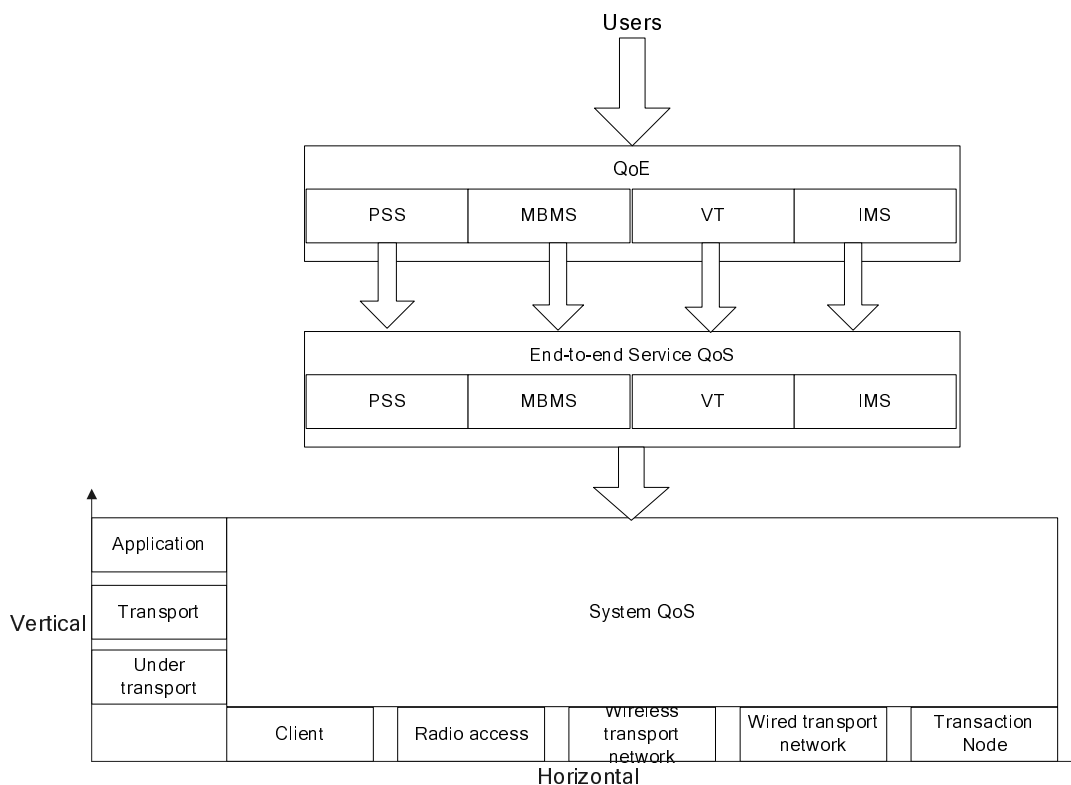 Users
QoE
PSS
MBMS
VT
IMS
End-to-end Service QoS
PSS
MBMS
VT
IMS
Application
System QoS
Transport
Vertical
Under
transport
Client
Radio access
Wireless
transport
network
Wired transport
network
Transaction
Node
Horizontal